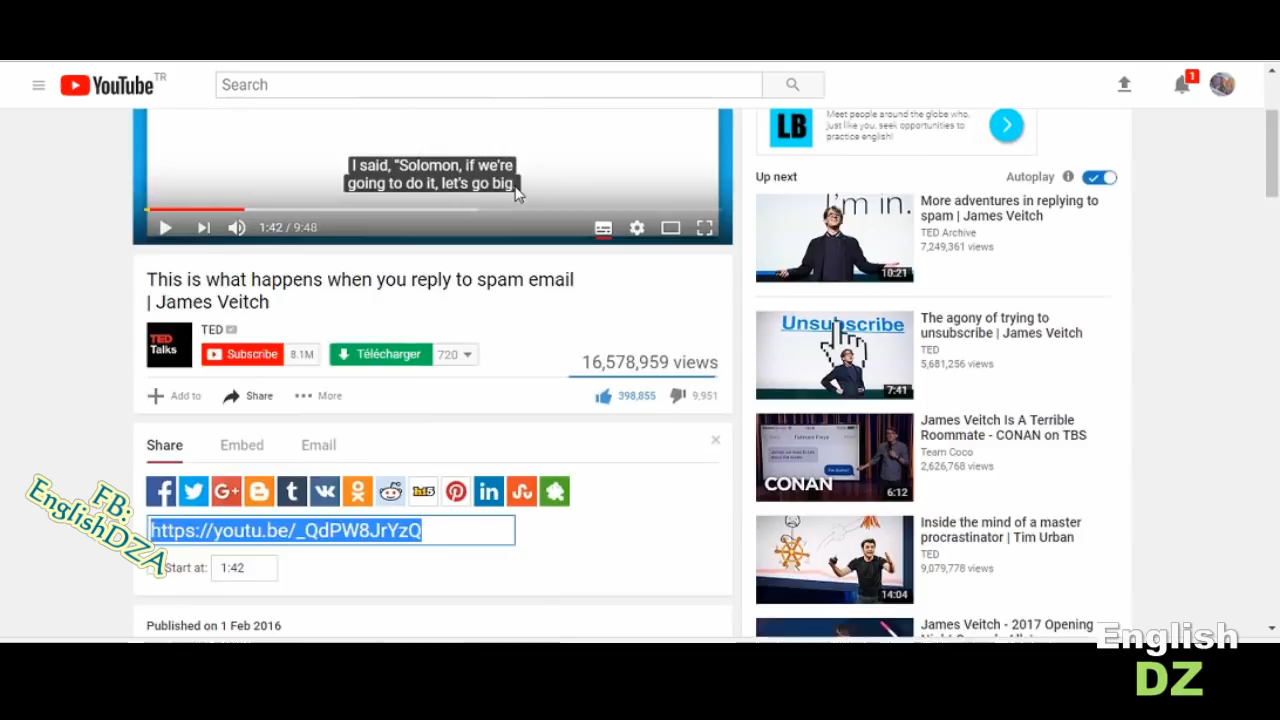 YouTube TR
Search
1
I said, "Solomon, if we're
going to do it, let's go big.
1:42 / 9:48
This is what happens when you reply to spam email
| James Veitch
TED
Talks
TED
Subscribe 8.1M
Télécharger 720
16,578,959 views
Add to Share More
398,855 9,951
Share Embed Email
G+
t
hi5
in
https://youtu.be/_QdPW8JrYzQ
Start at: 1:42
Published on 1 Feb 2016
FB:
EnglishDZA
LB
Meet people around the globe who,
just like you, seek opportunities to
practice english!
Up next
Autoplay
I'm in.
10:21
More adventures in replying to
spam | James Veitch
TED Archive
7,249,361 views
Unsubscribe
7:41
The agony of trying to
unsubscribe | James Veitch
TED
5,681,256 views
CONAN
6:12
James Veitch Is A Terrible
Roommate - CONAN on TBS
Team Coco
2,626,768 views
14:04
Inside the mind of a master
procrastinator | Tim Urban
TED
9,079,778 views
James Veitch - 2017 Opening
English
DZ